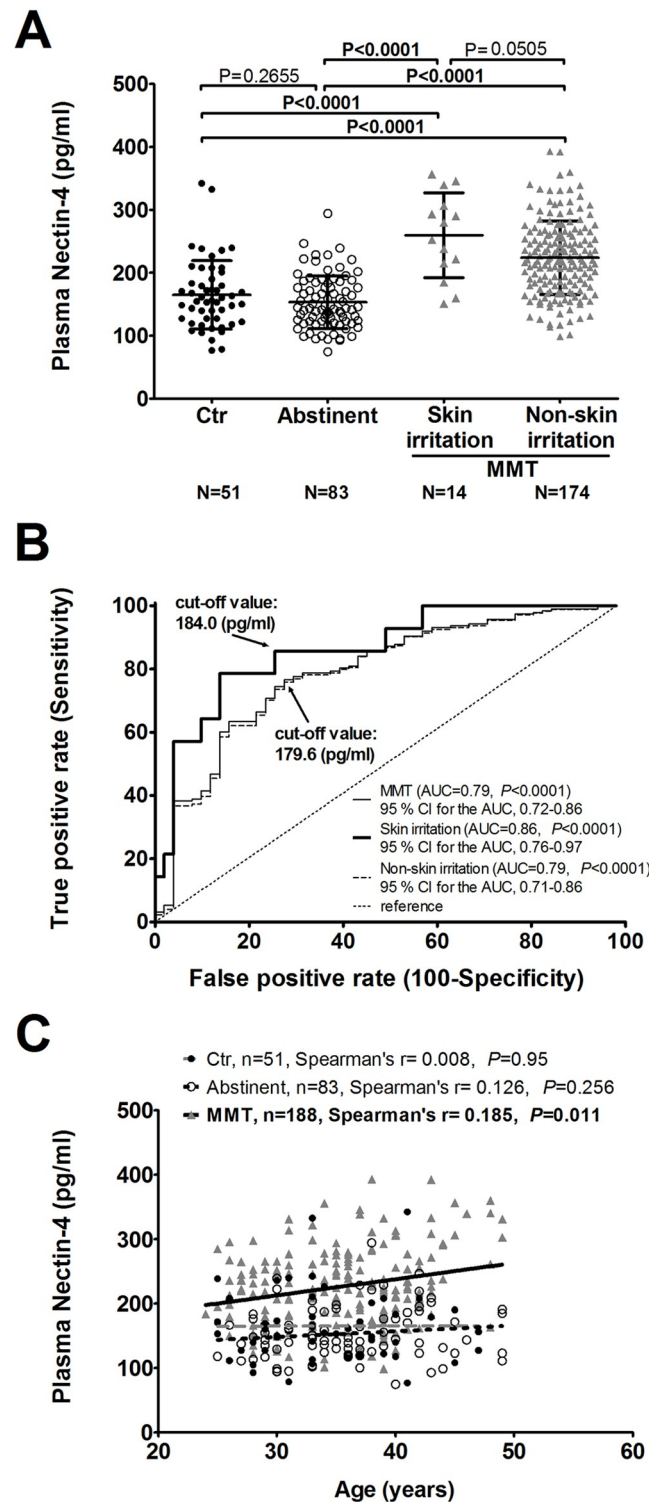 A
P<0.0001
P=0.0505
P=0.2655
P<0.0001
P<0.0001
P<0.0001
Plasma Nectin-4 (pg/ml)
500
400
300
200
100
0
Ctr
Abstinent
Skin
irritation
Non-skin
irritation
MMT
N=51
N=83
N=14
N=174
B
True positive rate (Sensitivity)
100
80
60
40
20
0
cut-off value:
184.0 (pg/ml)
cut-off value:
179.6 (pg/ml)
MMT (AUC=0.79, P<0.0001)
95 % CI for the AUC, 0.72-0.86
Skin irritation (AUC=0.86, P<0.0001)
95 % CI for the AUC, 0.76-0.97
Non-skin irritation (AUC=0.79, P<0.0001)
95 % CI for the AUC, 0.71-0.86
reference
0 20 40 60 80 100
False positive rate (100-Specificity)
C
Ctr, n=51, Spearman's r= 0.008, P=0.95
Abstinent, n=83, Spearman's r= 0.126, P=0.256
MMT, n=188, Spearman's r= 0.185, P=0.011
Plasma Nectin-4 (pg/ml)
500
400
300
200
100
0
20 30 40 50 60
Age (years)